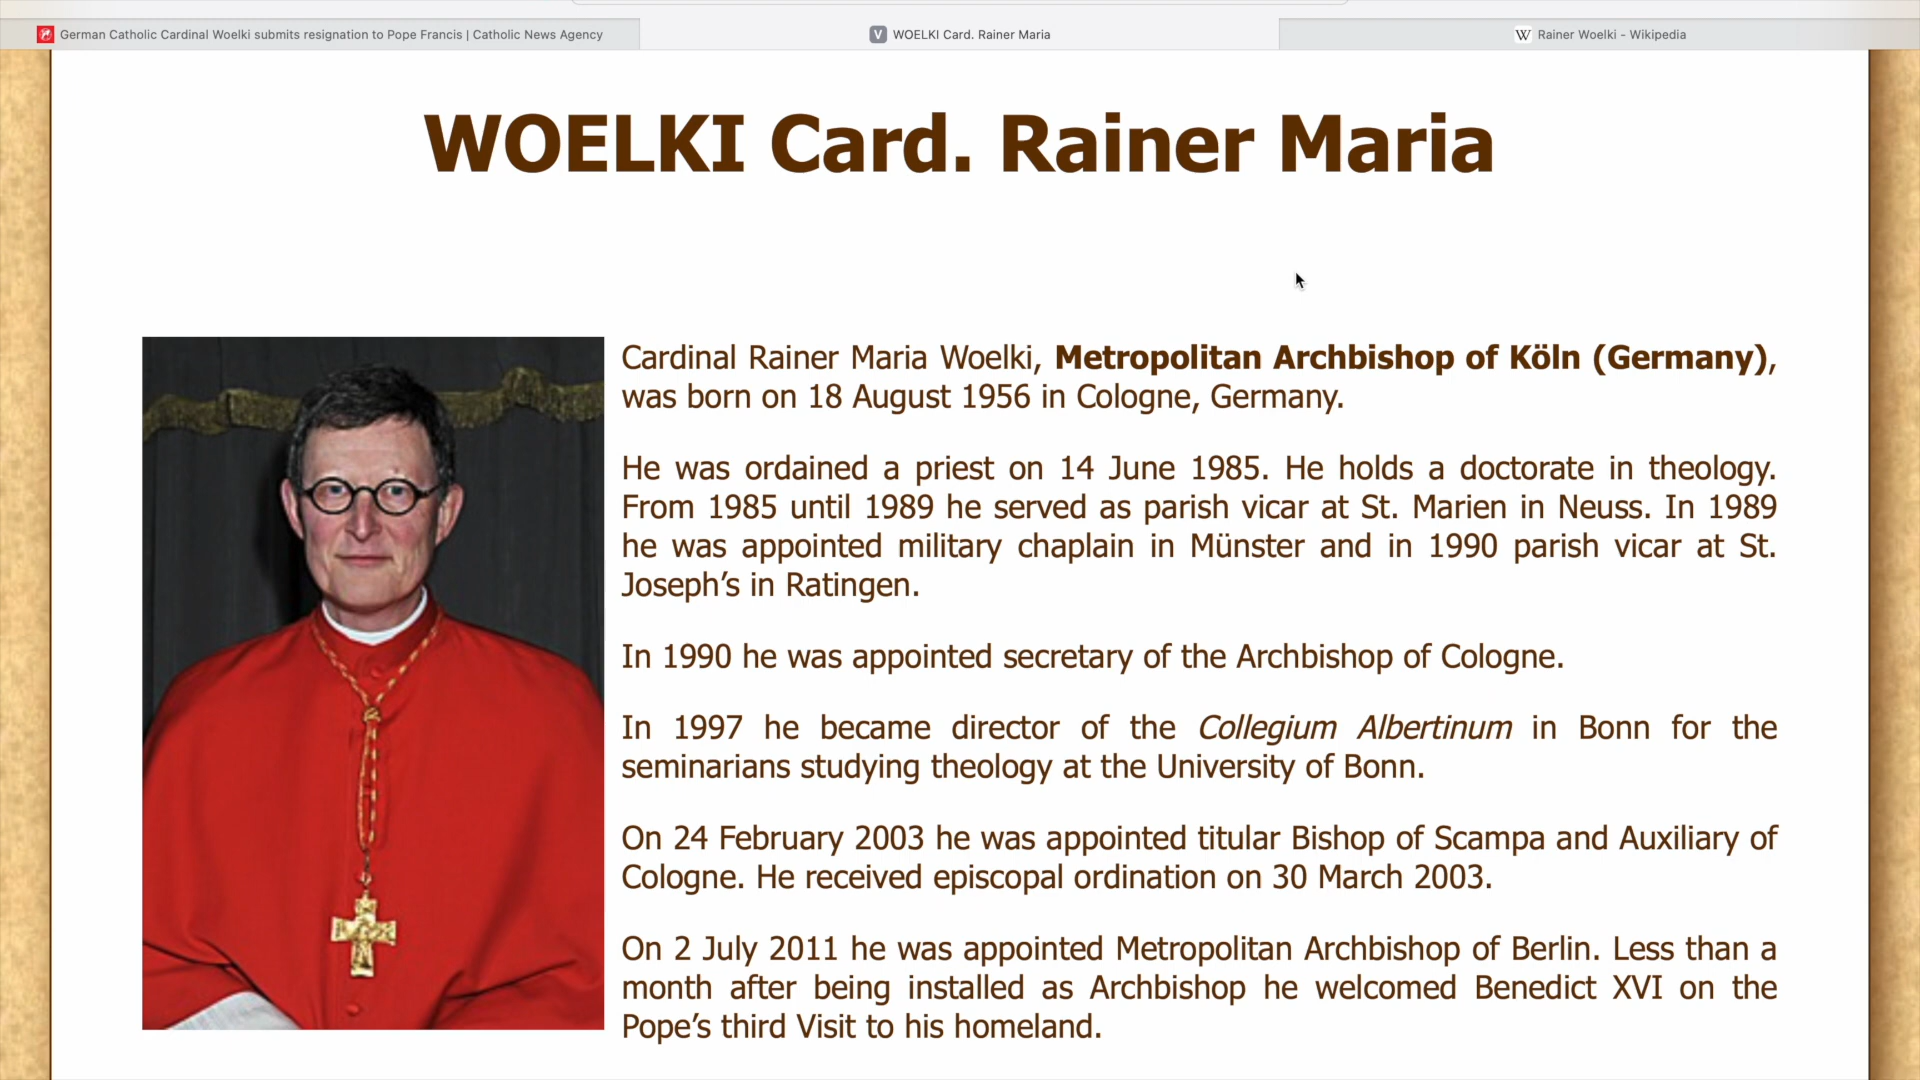 German Catholic Cardinal Woelki submits resignation to Pope Francis | Catholic News Agency
V WOELKI Card. Rainer Maria
W Rainer Woelki - Wikipedia
WOELKI Card. Rainer Maria
Cardinal Rainer Maria Woelki, Metropolitan Archbishop of Köln (Germany),
was born on 18 August 1956 in Cologne, Germany.
He was ordained a priest on 14 June 1985. He holds a doctorate in theology.
From 1985 until 1989 he served as parish vicar at St. Marien in Neuss. In 1989
he was appointed military chaplain in Münster and in 1990 parish vicar at St.
Joseph’s in Ratingen.
In 1990 he was appointed secretary of the Archbishop of Cologne.
In 1997 he became director of the Collegium Albertinum in Bonn for the
seminarians studying theology at the University of Bonn.
On 24 February 2003 he was appointed titular Bishop of Scampa and Auxiliary of
Cologne. He received episcopal ordination on 30 March 2003.
On 2 July 2011 he was appointed Metropolitan Archbishop of Berlin. Less than a
month after being installed as Archbishop he welcomed Benedict XVI on the
Pope’s third Visit to his homeland.